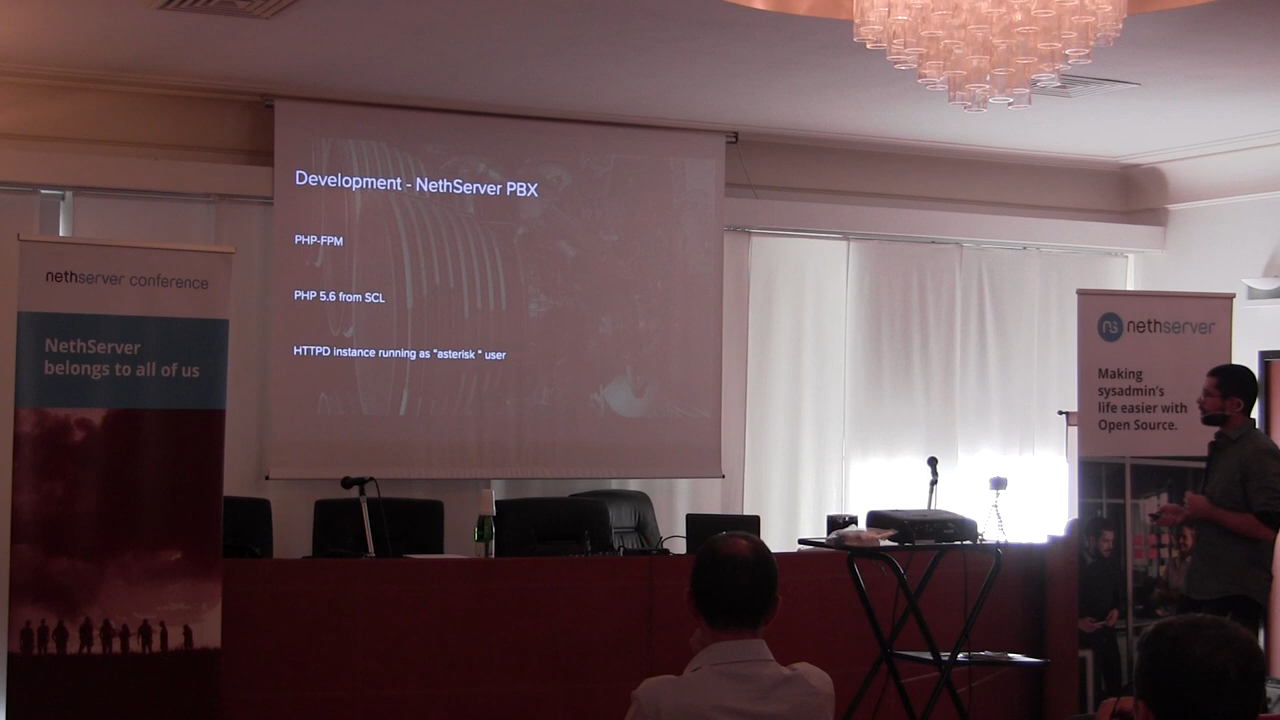 Development - NetHServer PBX
PHP-FPM
PHP 5.6 from SCL
HTTPD Instance running as "asterisk " user
nethserver conference
NethServer
belongs to all of us
ns nethserver
Making
sysadmin's
life easier with
Open Source.